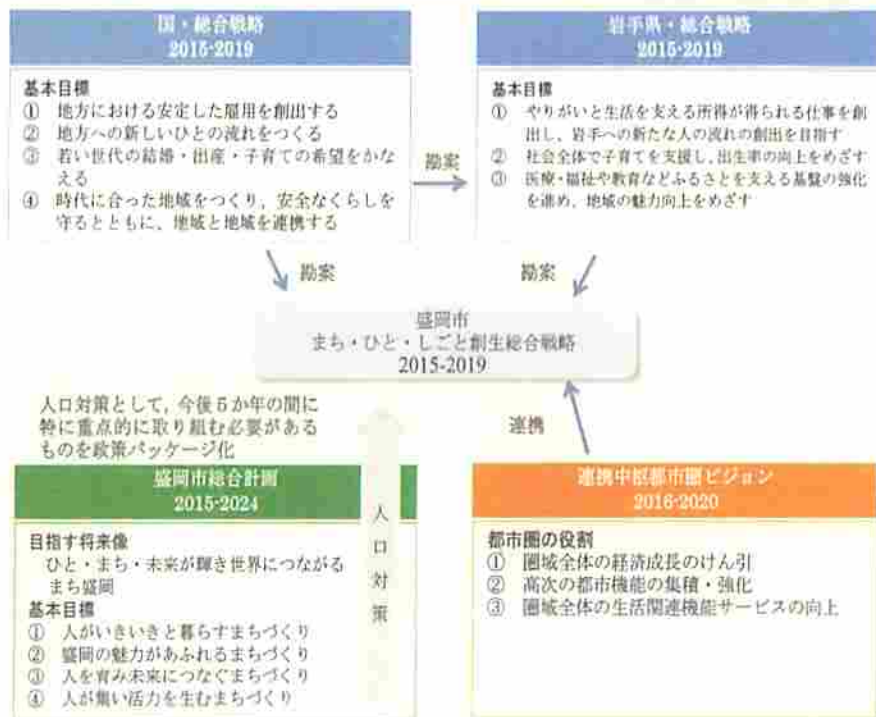 国・総合戦略
2015-2019
基本目標
① 地方における安定した雇用を創出する
② 地方への新しいひとの流れをつくる
③ 若い世代の結婚・出産・子育ての希望をかな
える
④ 時代に合った地域をつくり，安全なくらしを
守るとともに、地域と地域を連携する
勘案
岩手県・総合戦略
2015-2019
基本目標
① やりがいと生活を支える所得が得られる仕事を創
出し、岩手への新たな人の流れの創出を目指す
② 社会全体で子育てを支援し，出生率の向上をめざす
③ 医療・福祉や教育などふるさとを支える基盤の強化
を進め、地域の魅力向上をめざす
勘案
勘案
盛岡市
まち・ひと・しごと創生総合戦略
2015-2019
人口対策として，今後５か年の間に
特に重点的に取り組む必要がある
ものを政策パッケージ化
連携
盛岡市総合計画
2015-2024
目指す将来像
ひと・まち・未来が輝き世界につながる
まち盛岡
基本目標
① 人がいきいきと暮らすまちづくり
② 盛岡の魅力があふれるまちづくり
③ 人を育み未来につなぐまちづくり
④ 人が集い活力を生むまちづくり
人口対策
連携中枢都市圏ビジョン
2016-2020
都市圏の役割
① 圏域全体の経済成長のけん引
② 高次の都市機能の集積・強化
③ 圏域全体の生活関連機能サービスの向上